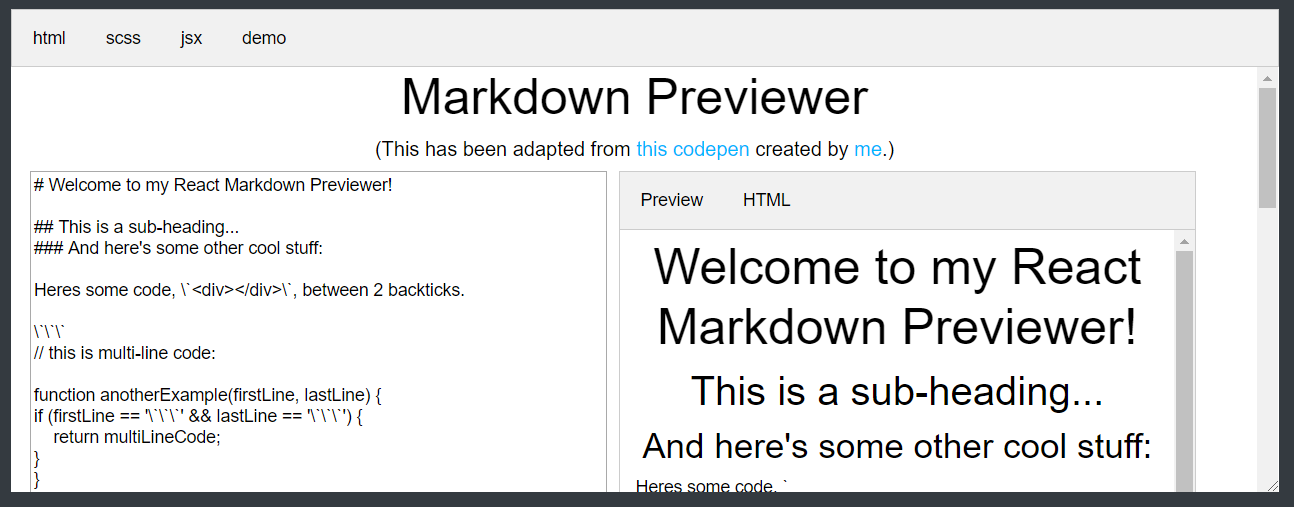 html scss jsx demo
Markdown Previewer
(This has been adapted from this codepen created by me.)
# Welcome to my React Markdown Previewer!
## This is a sub-heading...
### And here's some other cool stuff:
Heres some code, \`<div></div>\`, between 2 backticks.
\`\`\`
// this is multi-line code:
function anotherExample(firstLine, lastLine) {
if (firstLine == '\`\`\`' && lastLine == '\`\`\`') {
return multiLineCode;
}
}
Preview HTML
Welcome to my React
Markdown Previewer!
This is a sub-heading...
And here's some other cool stuff:
Heres some code, `